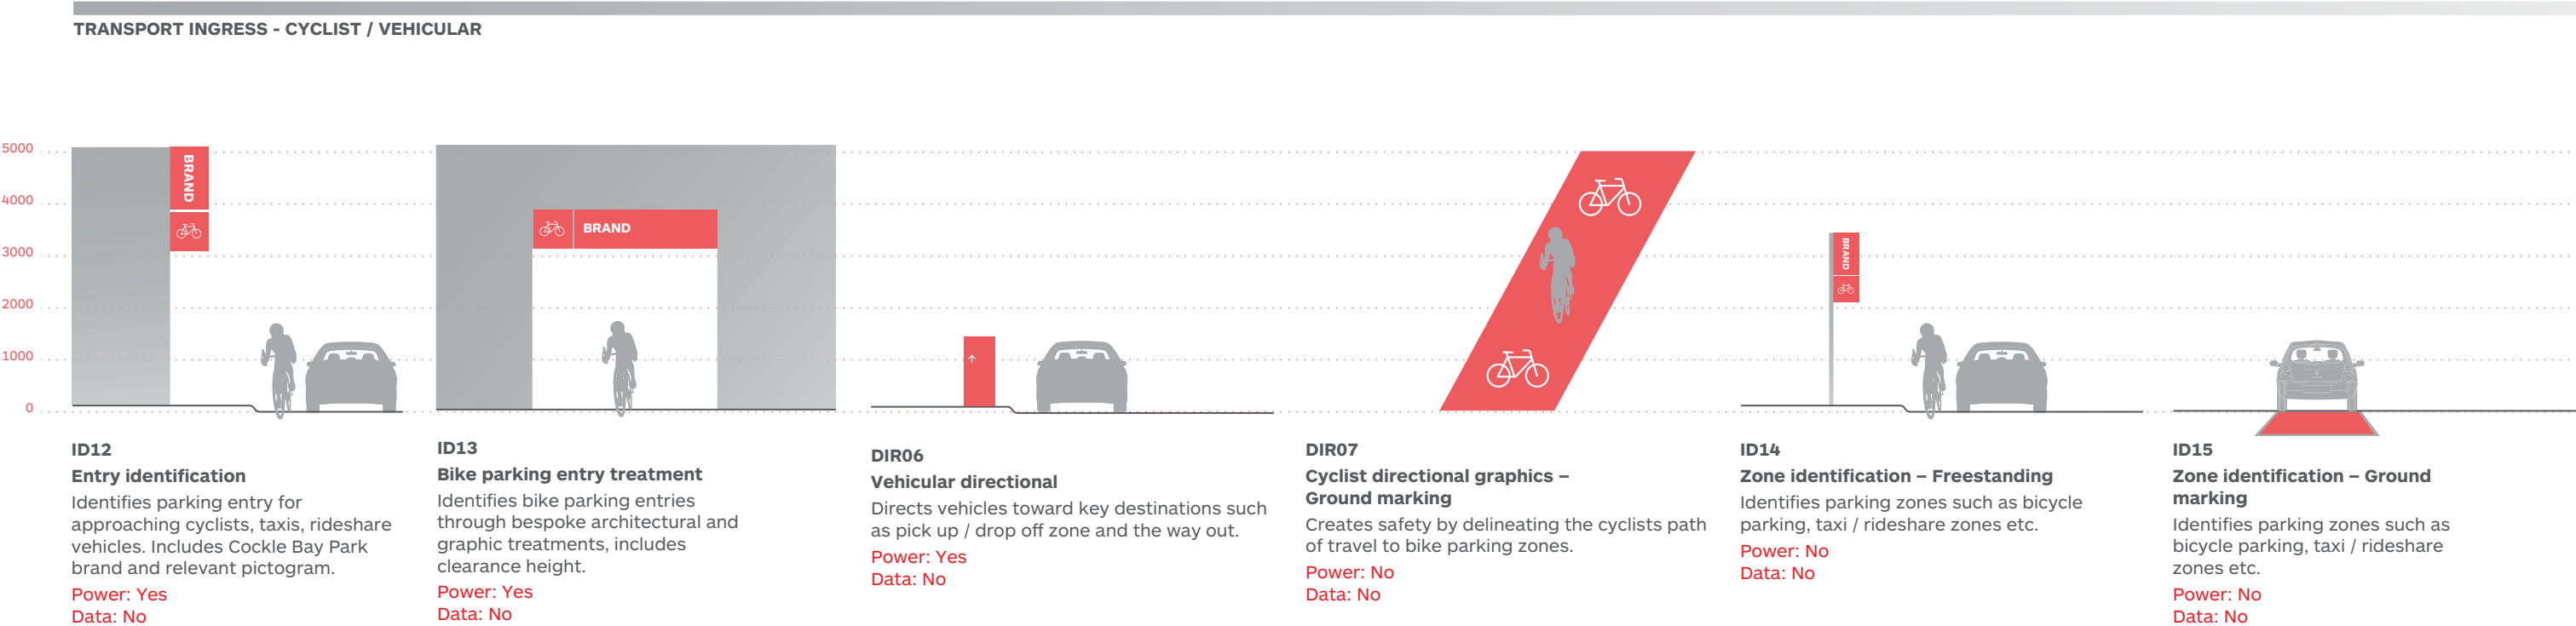 TRANSPORT INGRESS - CYCLIST / VEHICULAR
5000
4000
3000
2000
1000
0
BRAND
BRAND
BRAND
ID12
Entry identification
Identifies parking entry for
approaching cyclists, taxis, rideshare
vehicles. Includes Cockle Bay Park
brand and relevant pictogram.
Power: Yes
Data: No
ID13
Bike parking entry treatment
Identifies bike parking entries
through bespoke architectural and
graphic treatments, includes
clearance height.
Power: Yes
Data: No
DIR06
Vehicular directional
Directs vehicles toward key destinations such
as pick up / drop off zone and the way out.
Power: Yes
Data: No
DIR07
Cyclist directional graphics –
Ground marking
Creates safety by delineating the cyclists path
of travel to bike parking zones.
Power: No
Data: No
ID14
Zone identification – Freestanding
Identifies parking zones such as bicycle
parking, taxi / rideshare zones etc.
Power: No
Data: No
ID15
Zone identification – Ground
marking
Identifies parking zones such as
bicycle parking, taxi / rideshare
zones etc.
Power: No
Data: No